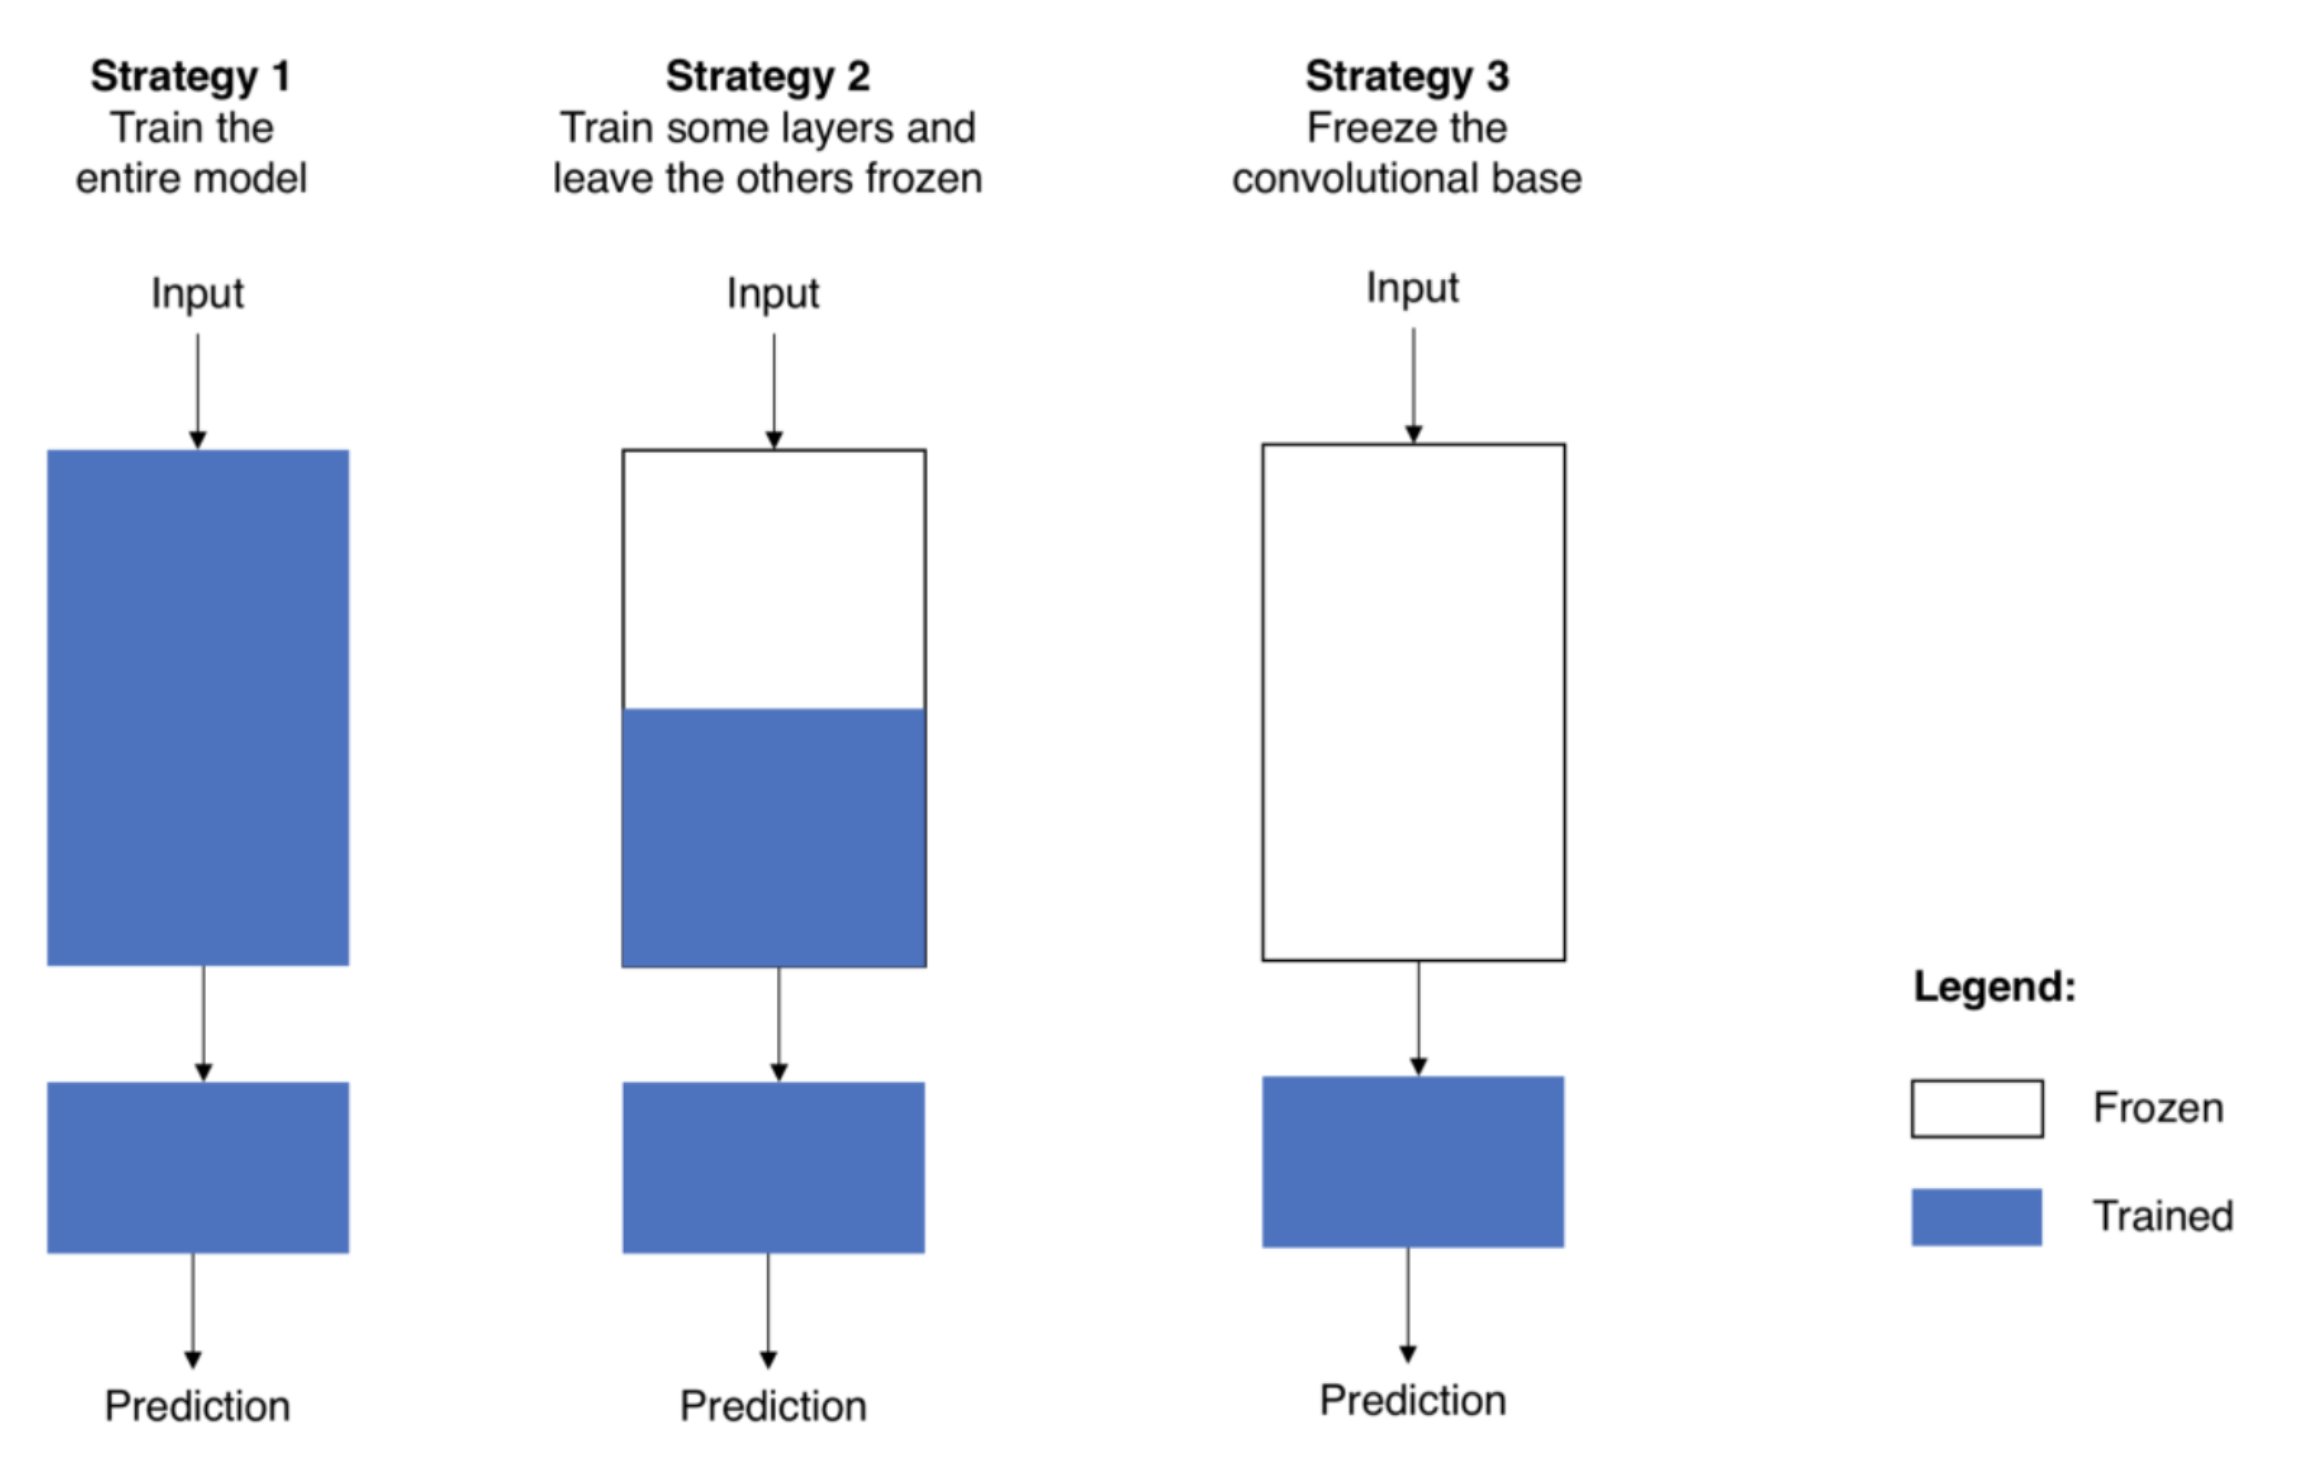 Strategy 1
Train the
entire model
Input
Prediction
Strategy 2
Train some layers and
leave the others frozen
Input
Prediction
Strategy 3
Freeze the
convolutional base
Input
Prediction
Legend:
Frozen
Trained